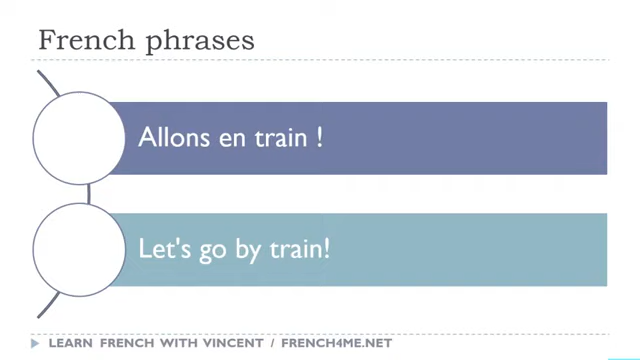 French phrases
Allons en train !
Let's go by train!
LEARN FRENCH WITH VINCENT / FRENCH4ME.NET